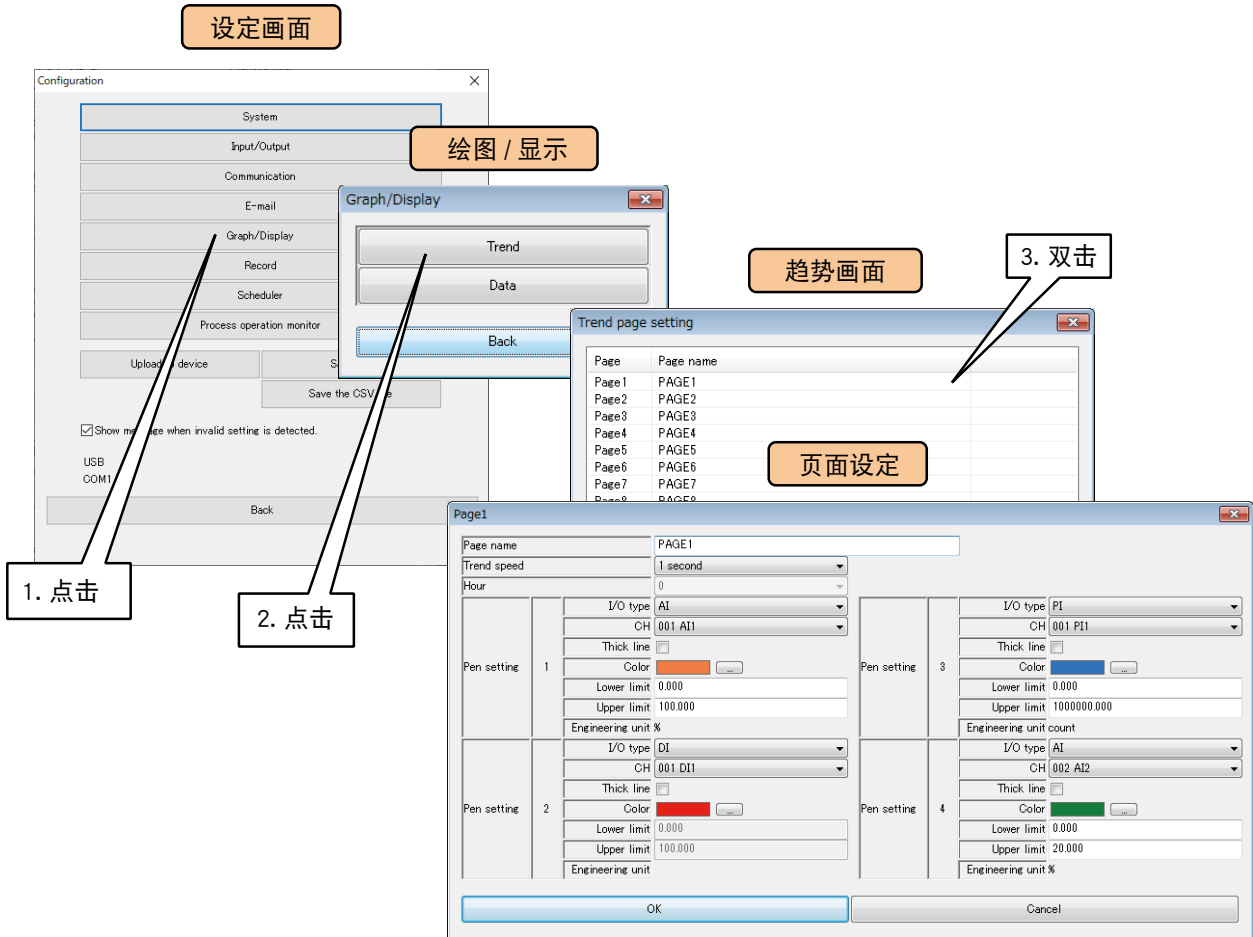 设定画面
Configuration
System
Input/Output
Communication
E-mail
Graph/Display
Record
Scheduler
Process operation monitor
device
Save the CSV
Show me    ge when invalid setting is detected.
USB
COM1
Back
1. 点击
绘图 / 显示
Graph/Display
Trend
Data
Back
2. 点击
趋势画面
3. 双击
Trend page setting
Page Page name
Page1 PAGE1
Page2 PAGE2
Page3 PAGE3
Page4 PAGE4
Page5 PAGE5
Page6 PAGE6
Page7 PAGE7
Page8 PAGE8
页面设定
Page1
Page name PAGE1
Trend speed 1 second
Hour 0
Pen setting 1
I/O type AI
CH 001 AI1
Thick line
Color ...
Lower limit 0.000
Upper limit 100.000
Engineering unit %
Pen setting 2
I/O type DI
CH 001 DI1
Thick line
Color ...
Lower limit 0.000
Upper limit 100.000
Engineering unit
Pen setting 3
I/O type PI
CH 001 PI1
Thick line
Color ...
Lower limit 0.000
Upper limit 1000000.000
Engineering unit count
Pen setting 4
I/O type AI
CH 002 AI2
Thick line
Color ...
Lower limit 0.000
Upper limit 20.000
Engineering unit %
OK Cancel